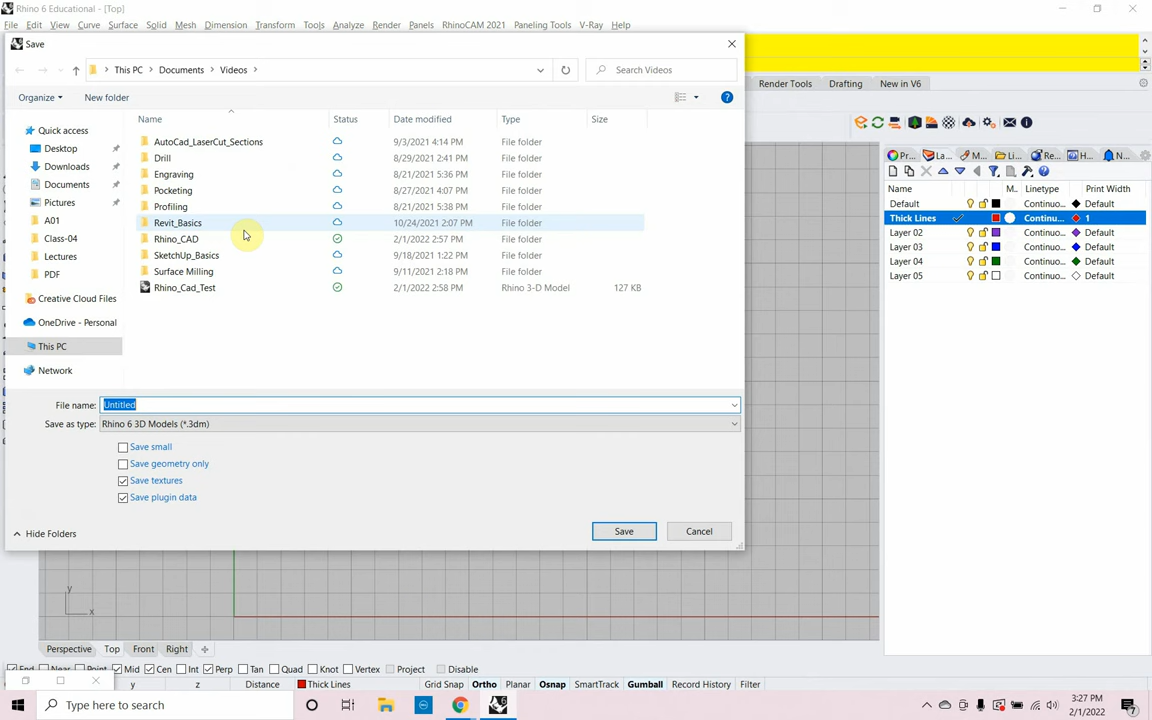 Rhino 6 Educational - [Top]
File Edit View Curve Surface Solid Mesh Dimension Transform Tools Analyze Render Panels RhinoCAM 2021 Paneling Tools V-Ray Help
Save
This PC > Documents > Videos >
Search Videos
Render Tools Drafting New in V6
Organize New folder
Name Status Date modified Type Size
Quick access
Desktop
Downloads
Documents
Pictures
A01
Class-04
Lectures
PDF
Creative Cloud Files
OneDrive - Personal
This PC
Network
AutoCad_LaserCut_Sections 9/3/2021 4:14 PM File folder
Drill 8/29/2021 2:41 PM File folder
Engraving 8/21/2021 5:36 PM File folder
Pocketing 8/27/2021 4:07 PM File folder
Profiling 8/21/2021 5:38 PM File folder
Revit_Basics 10/24/2021 2:07 PM File folder
Rhino_CAD 2/1/2022 2:57 PM File folder
SketchUp_Basics 9/18/2021 1:22 PM File folder
Surface Milling 9/11/2021 2:18 PM File folder
Rhino_Cad_Test 2/1/2022 2:58 PM Rhino 3-D Model 127 KB
File name: Untitled
Save as type: Rhino 6 3D Models (*.3dm)
Save small
Save geometry only
Save textures
Save plugin data
Hide Folders
Save Cancel
Pr... La... M... Li... Re... H... N...
Name M.. Linetype Print Width
Default Continuo... Default
Thick Lines Continu... 1
Layer 02 Continuo... Default
Layer 03 Continuo... Default
Layer 04 Continuo... Default
Layer 05 Continuo... Default
y
x
Perspective Top Front Right
End Near Point Mid Cen Int Perp Tan Quad Knot Vertex Project Disable
y z Distance Thick Lines Grid Snap Ortho Planar Osnap SmartTrack Gumball Record History Filter
Type here to search
3:27 PM
2/1/2022
7